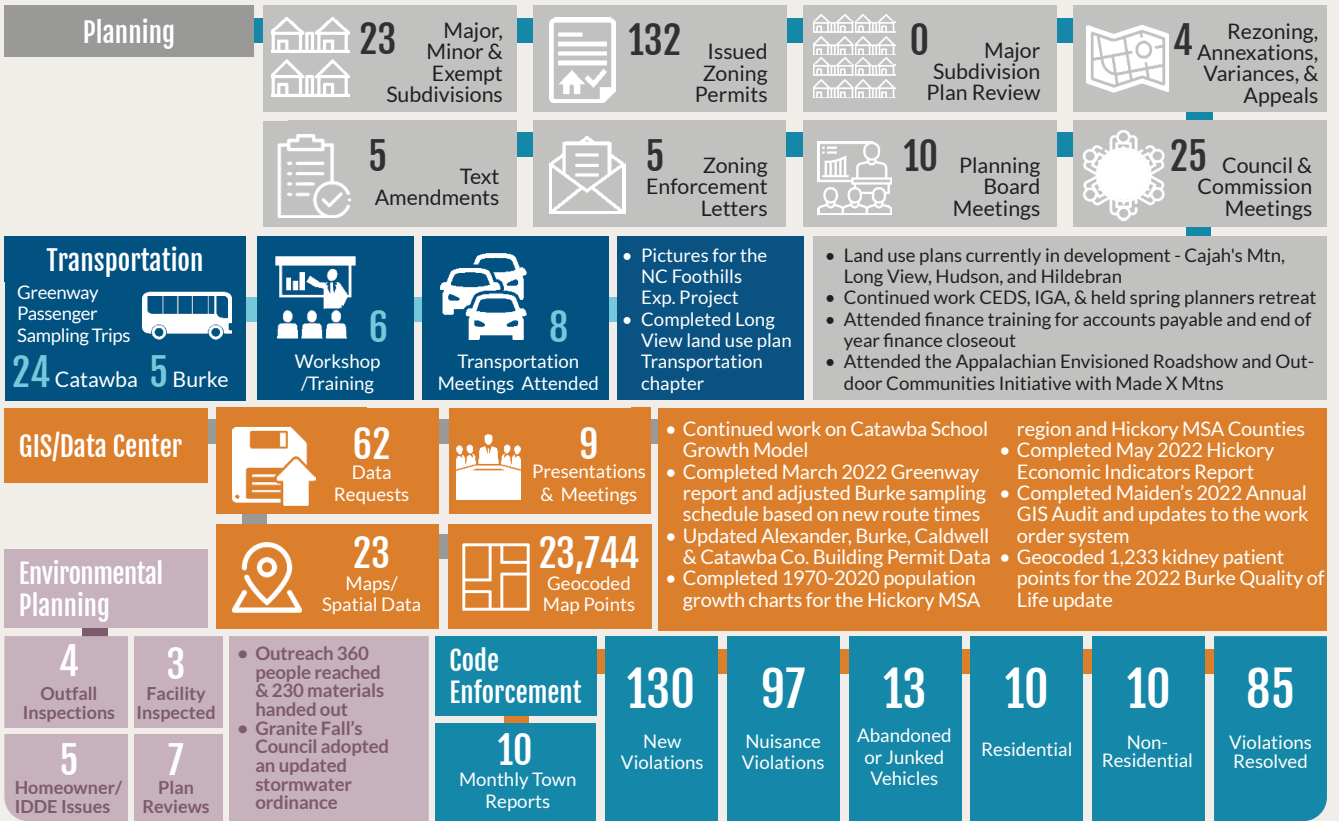 Planning
23 Major,
Minor &
Exempt
Subdivisions
132 Issued
Zoning
Permits
0 Major
Subdivision
Plan Review
4 Rezoning,
Annexations,
Variances, &
Appeals
5 Text
Amendments
5 Zoning
Enforcement
Letters
10 Planning
Board
Meetings
25 Council &
Commission
Meetings
Transportation
Greenway
Passenger
Sampling Trips
24 Catawba 5 Burke
6
Workshop
/Training
8
Transportation
Meetings Attended
• Pictures for the
NC Foothills
Exp. Project
• Completed Long
View land use plan
Transportation
chapter
• Land use plans currently in development - Cajah's Mtn,
Long View, Hudson, and Hildebran
• Continued work CEDS, IGA, & held spring planners retreat
• Attended finance training for accounts payable and end of
year finance closeout
• Attended the Appalachian Envisioned Roadshow and Out-
door Communities Initiative with Made X Mtns
GIS/Data Center
62
Data
Requests
9
Presentations
& Meetings
23
Maps/
Spatial Data
23,744
Geocoded
Map Points
• Continued work on Catawba School
Growth Model
• Completed March 2022 Greenway
report and adjusted Burke sampling
schedule based on new route times
• Updated Alexander, Burke, Caldwell
& Catawba Co. Building Permit Data
• Completed 1970-2020 population
growth charts for the Hickory MSA
region and Hickory MSA Counties
• Completed May 2022 Hickory
Economic Indicators Report
• Completed Maiden's 2022 Annual
GIS Audit and updates to the work
order system
• Geocoded 1,233 kidney patient
points for the 2022 Burke Quality of
Life update
Environmental
Planning
4
Outfall
Inspections
3
Facility
Inspected
5
Homeowner/
IDDE Issues
7
Plan
Reviews
• Outreach 360
people reached
& 230 materials
handed out
• Granite Fall's
Council adopted
an updated
stormwater
ordinance
Code
Enforcement
10
Monthly Town
Reports
130
New
Violations
97
Nuisance
Violations
13
Abandoned
or Junked
Vehicles
10
Residential
10
Non-
Residential
85
Violations
Resolved